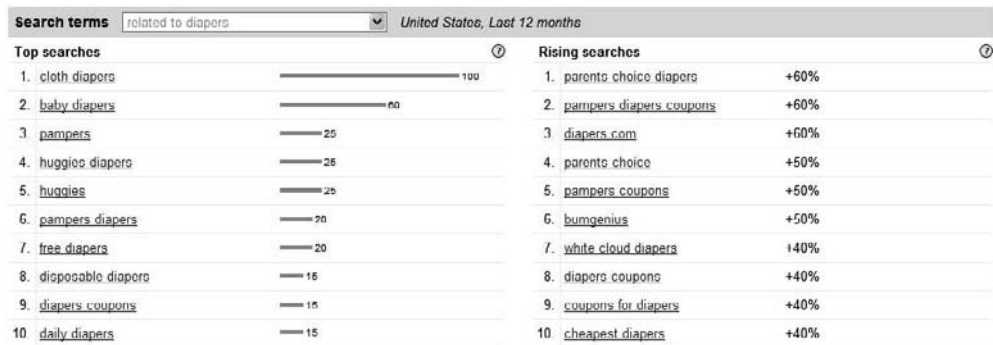 Search terms related to diapers United States, Last 12 months
Top searches
1. cloth diapers 100
2. baby diapers 60
3. pampers 25
4. huggies diapers 25
5. huggies 25
6. pampers diapers 20
7. free diapers 20
8. disposable diapers 15
9. diapers coupons 15
10. daily diapers 15
Rising searches
1. parents choice diapers +60%
2. pampers diapers coupons +60%
3. diapers.com +60%
4. parents choice +50%
5. pampers coupons +50%
6. bumgenius +50%
7. white cloud diapers +40%
8. diapers coupons +40%
9. coupons for diapers +40%
10. cheapest diapers +40%